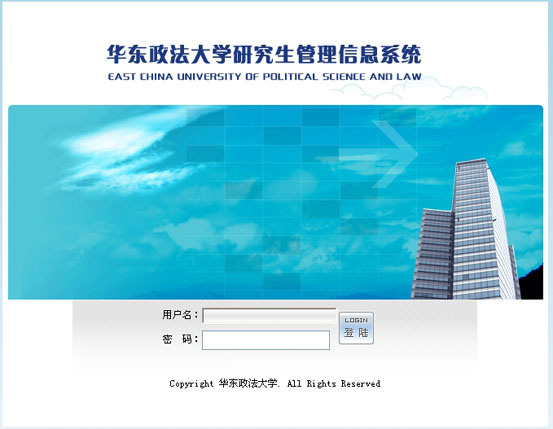 华东政法大学研究生管理信息系统
EAST CHINA UNIVERSITY OF POLITICAL SCIENCE AND LAW
用户名：
LOGIN
登 陆
密 码：
Copyright 华东政法大学. All Rights Reserved